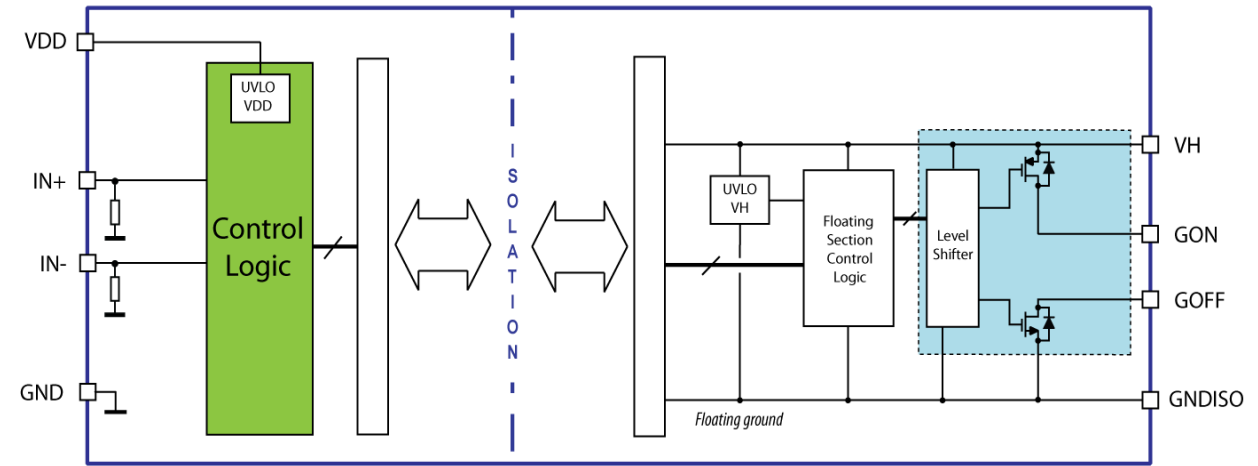 VDD
UVLO
VDD
IN+
Control
Logic
IN-
GND
ISOLATION
VH
UVLO
VH
Floating
Section
Control
Logic
Level
Shifter
GON
GOFF
GNDISO
Floating ground